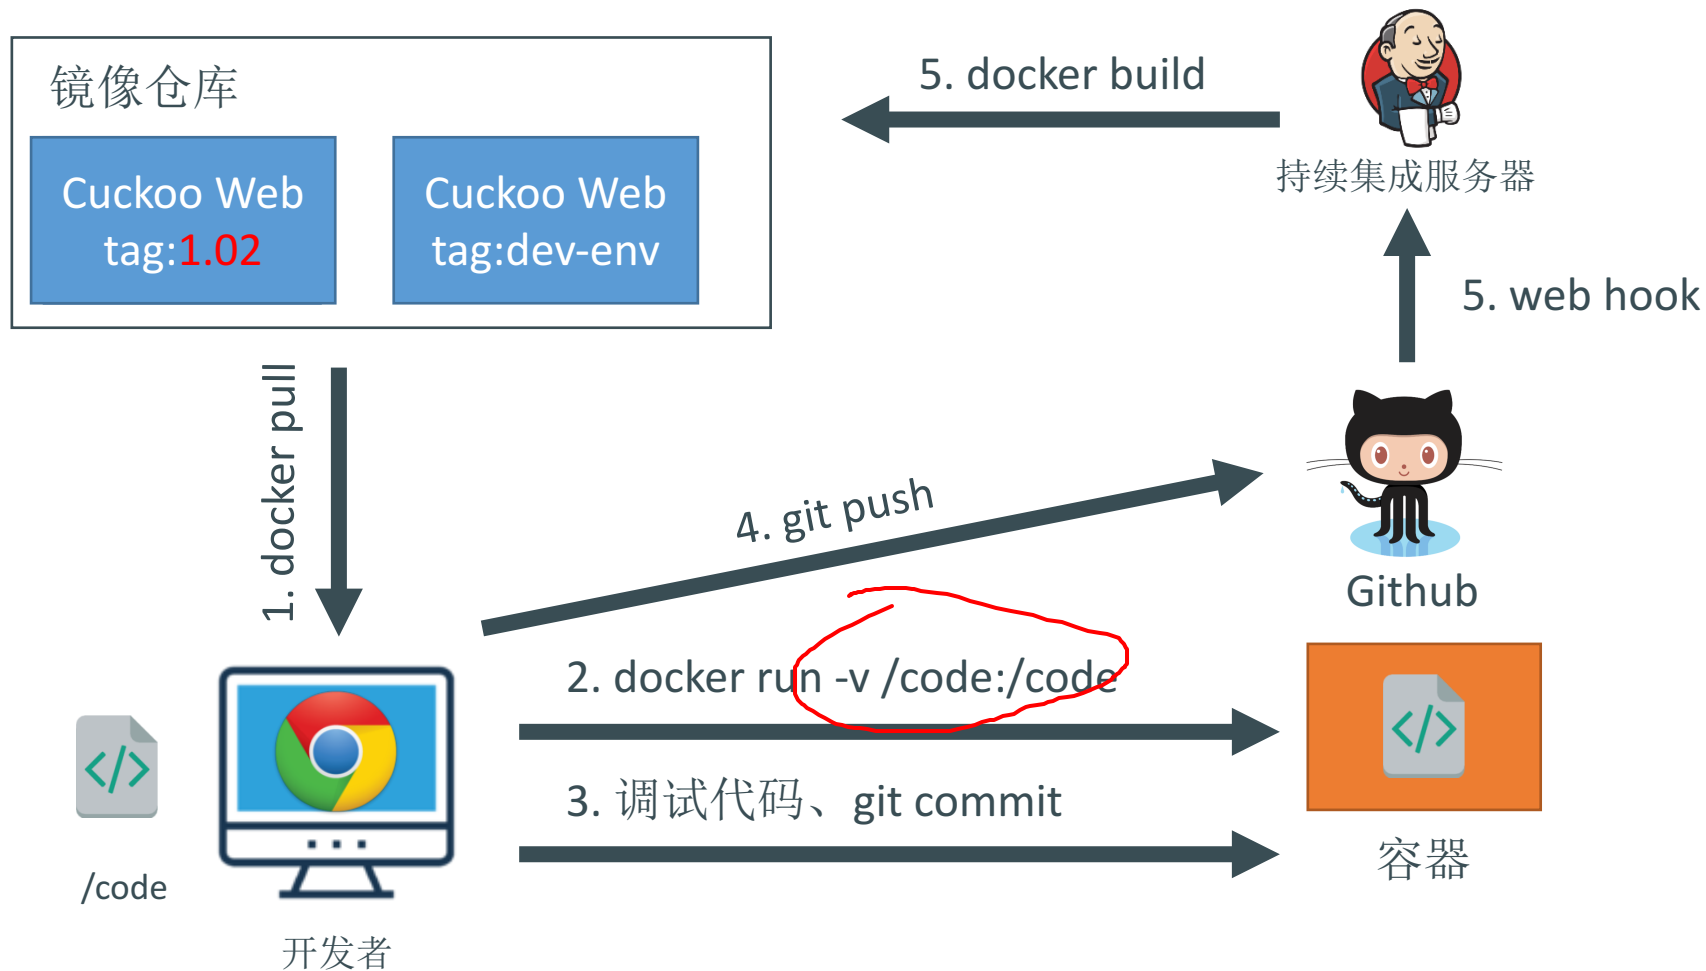 镜像仓库
Cuckoo Web
tag:1.02
Cuckoo Web
tag:dev-env
5. docker build
持续集成服务器
5. web hook
1. docker pull
4. git push
Github
2. docker run -v /code:/code
3. 调试代码、git commit
容器
/code
开发者